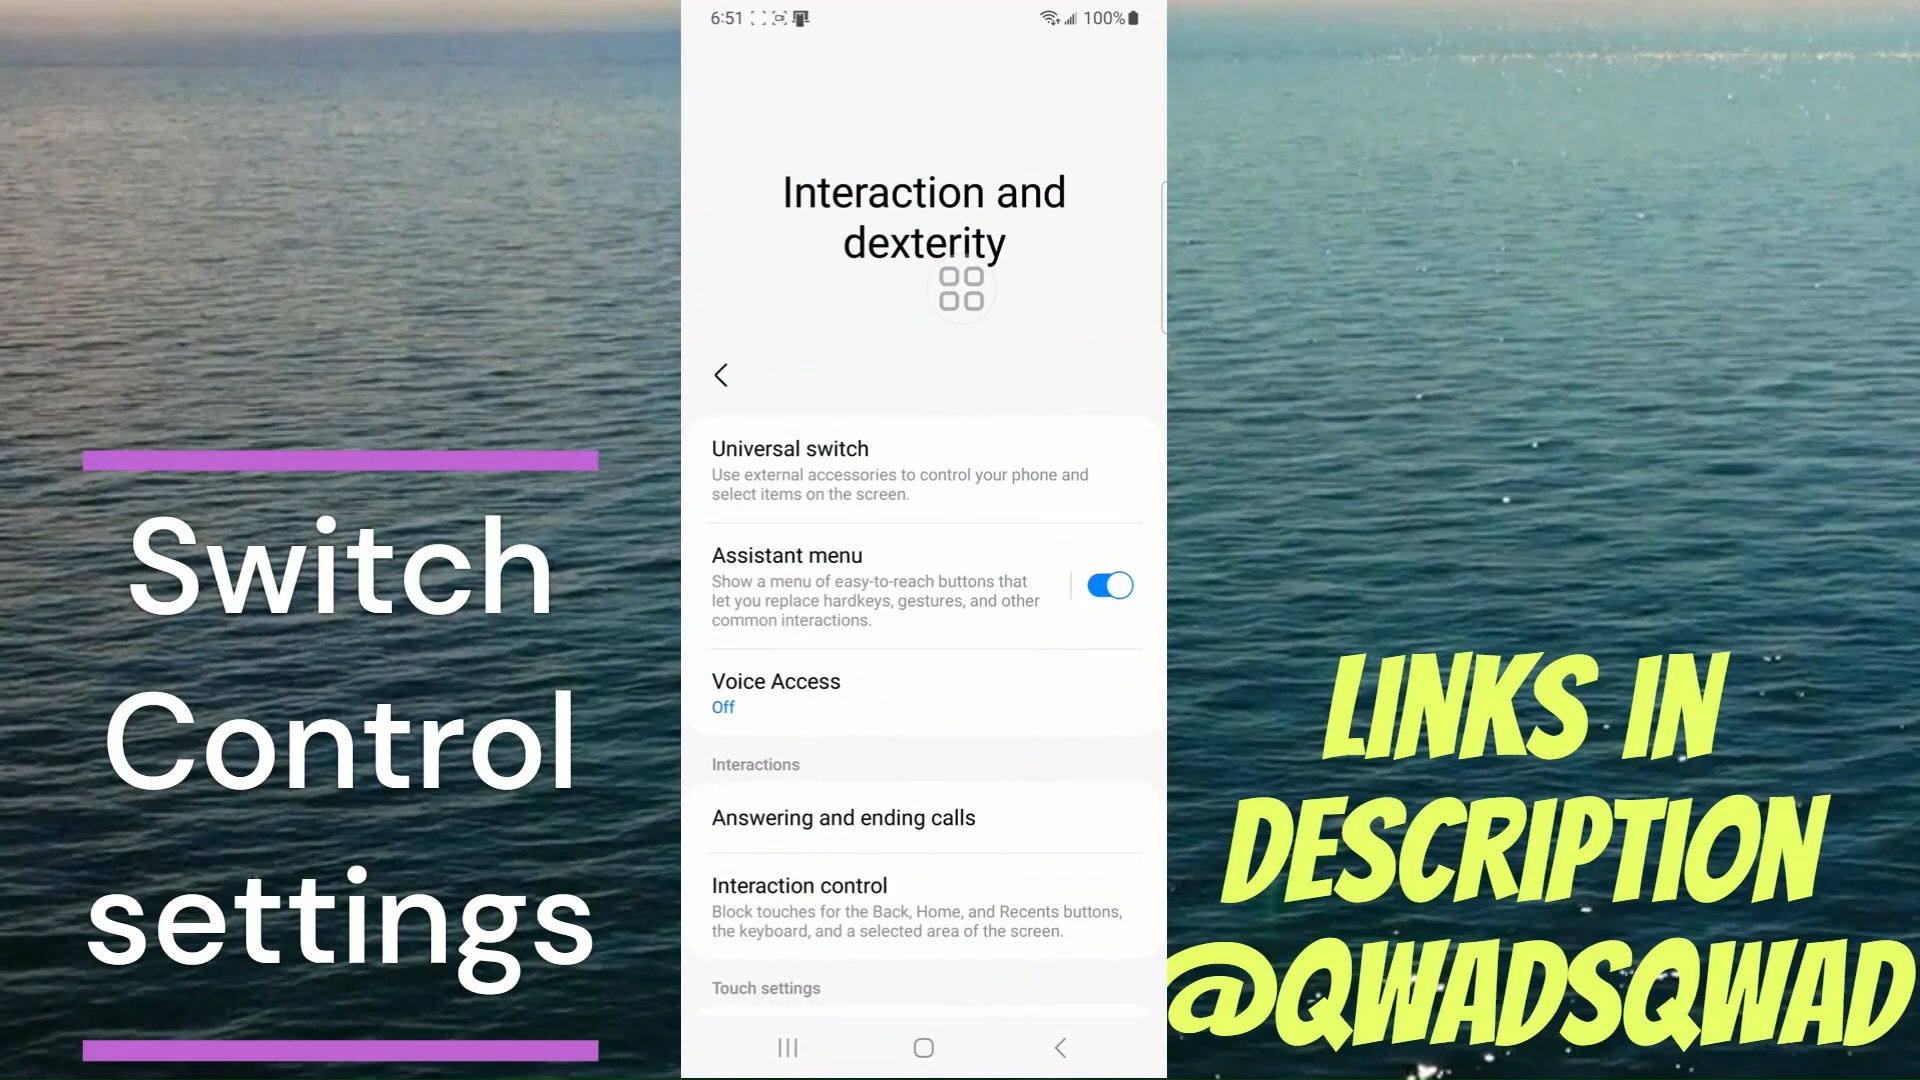 6:51
100%
Interaction and
dexterity
Universal switch
Use external accessories to control your phone and
select items on the screen.
Assistant menu
Show a menu of easy-to-reach buttons that
let you replace hardkeys, gestures, and other
common interactions.
Voice Access
Off
Interactions
Answering and ending calls
Interaction control
Block touches for the Back, Home, and Recents buttons,
the keyboard, and a selected area of the screen.
Touch settings
Switch
Control
settings
LINKS IN
DESCRIPTION
@QWADSQWAD